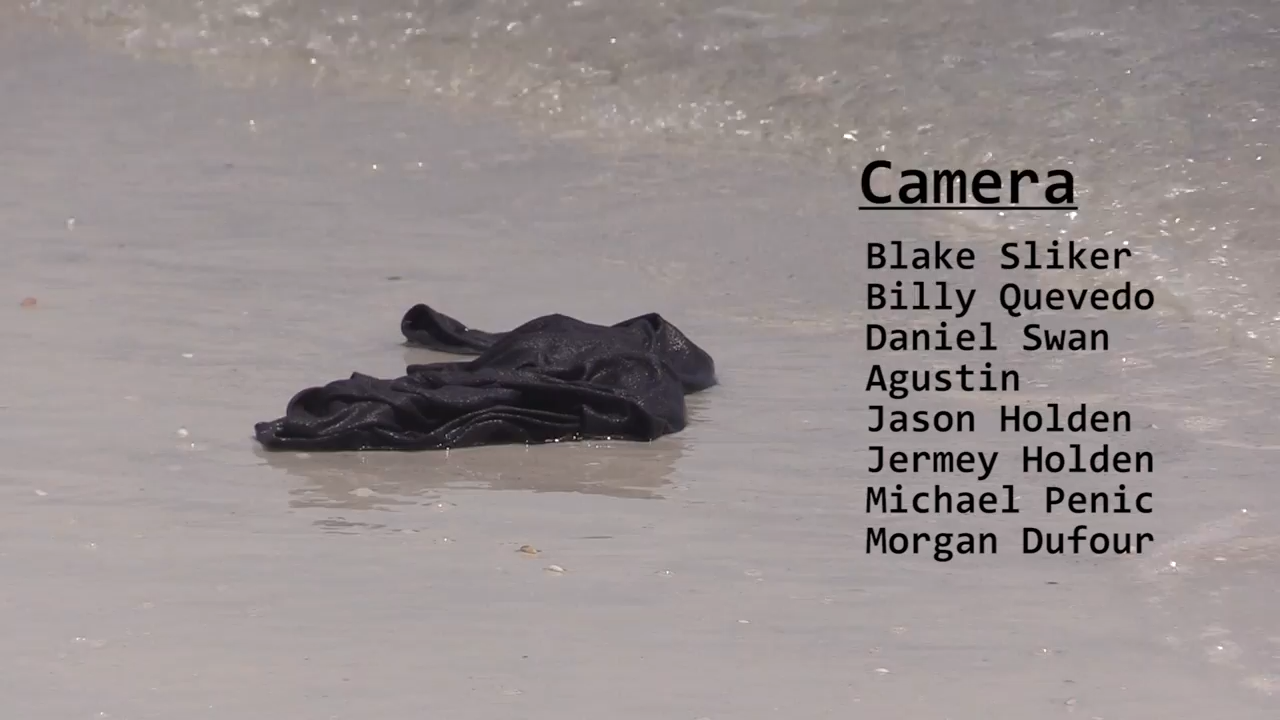 Camera
Blake Sliker
Billy Quevedo
Daniel Swan
Agustin
Jason Holden
Jermey Holden
Michael Penic
Morgan Dufour